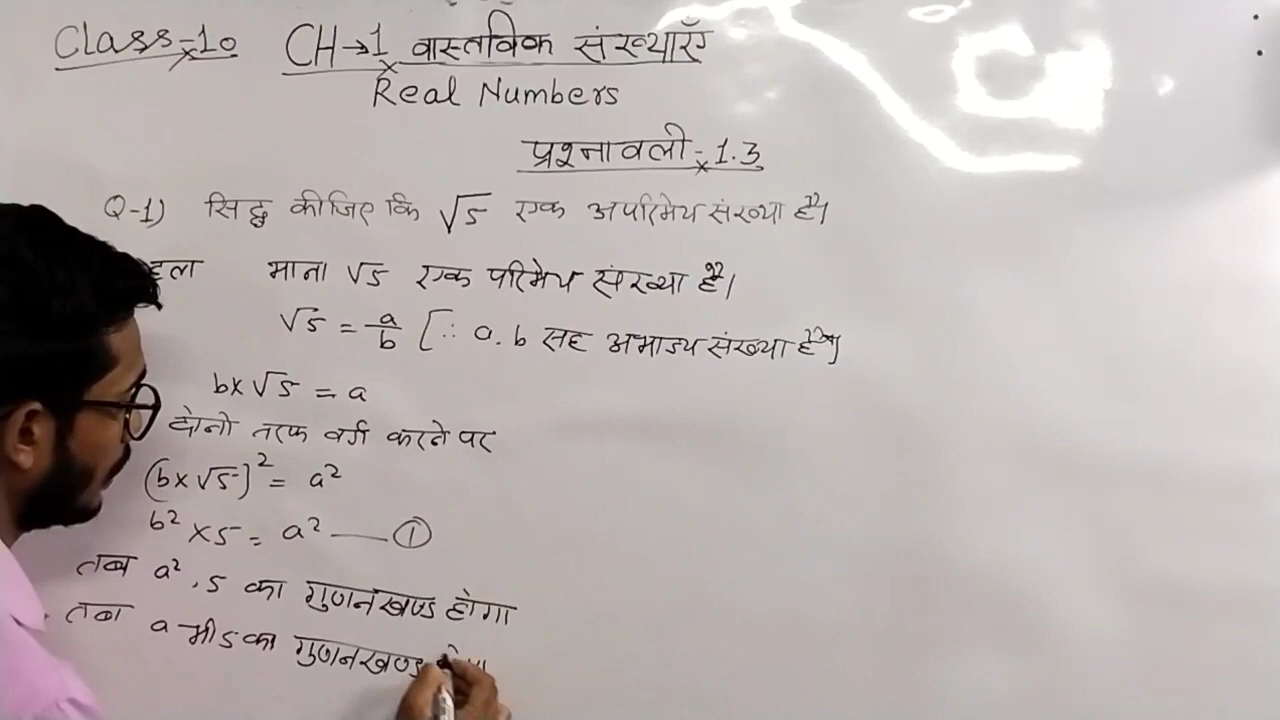 Class-10 CH→1 वास्तविक संख्याएँ
Real Numbers
प्रश्नावली-1.3
Q-1) सिद्ध कीजिए कि √5 एक अपरिमेय संख्या है।
हल माना √5 एक परिमेय संख्या है।
√5 = a/b [∵ a.b सह अभाज्य संख्या हैं]
b×√5 = a
दोनो तरफ वर्ग करने पर
(b×√5)² = a²
b² ×5 = a² — ①
तब a², 5 का गुणनखण्ड होगा
तब a भी 5 का गुणनखण्ड